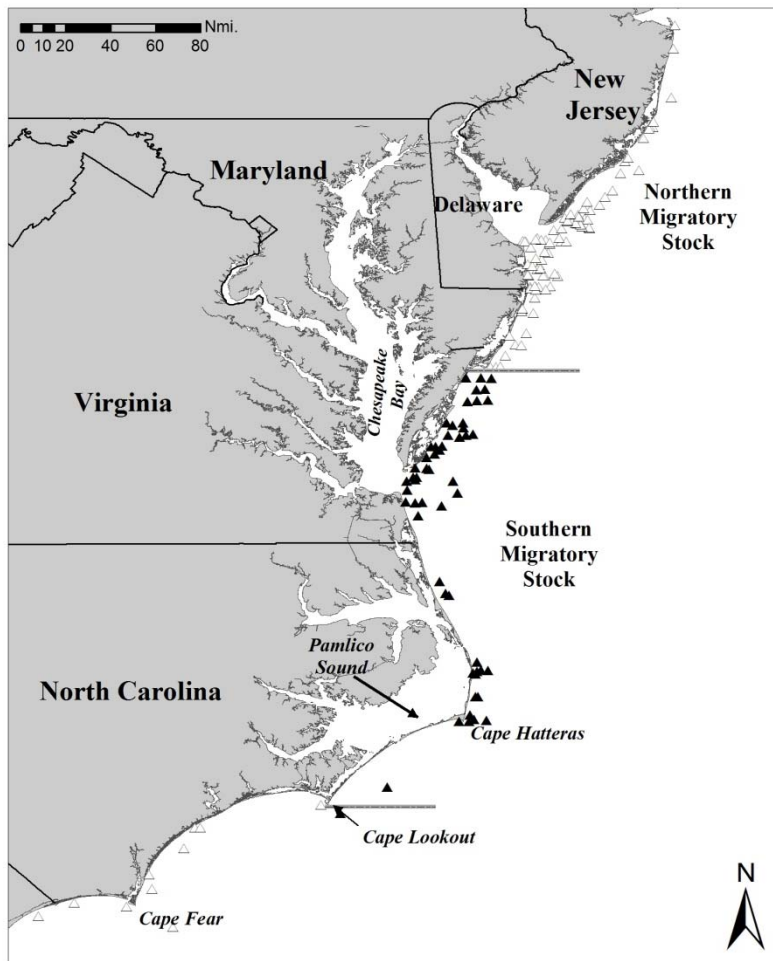 Nmi.
0 10 20 40 60 80
New
Jersey
Maryland
Delaware
Northern
Migratory
Stock
Chesapeake
Bay
Virginia
Southern
Migratory
Stock
Pamlico
Sound
North Carolina
Cape Hatteras
Cape Lookout
Cape Fear
N